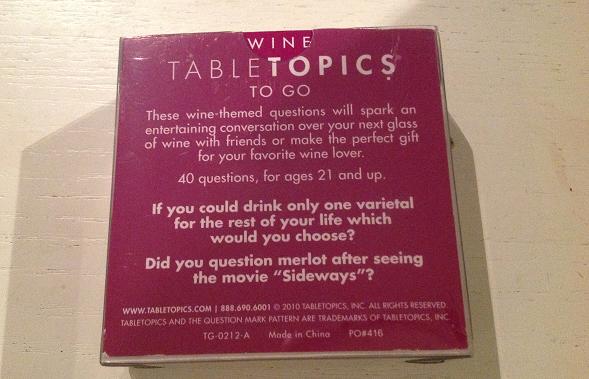 WINE
TABLETOPICS
TO GO
These wine-themed questions will spark an
entertaining conversation over your next glass
of wine with friends or make the perfect gift
for your favorite wine lover.
40 questions, for ages 21 and up.
If you could drink only one varietal
for the rest of your life which
would you choose?
Did you question merlot after seeing
the movie “Sideways”?
WWW.TABLETOPICS.COM | 888.690.6001 © 2010 TABLETOPICS, INC. ALL RIGHTS RESERVED.
TABLETOPICS AND THE QUESTION MARK PATTERN ARE TRADEMARKS OF TABLETOPICS, INC
TG-0212-A Made in China PO#416